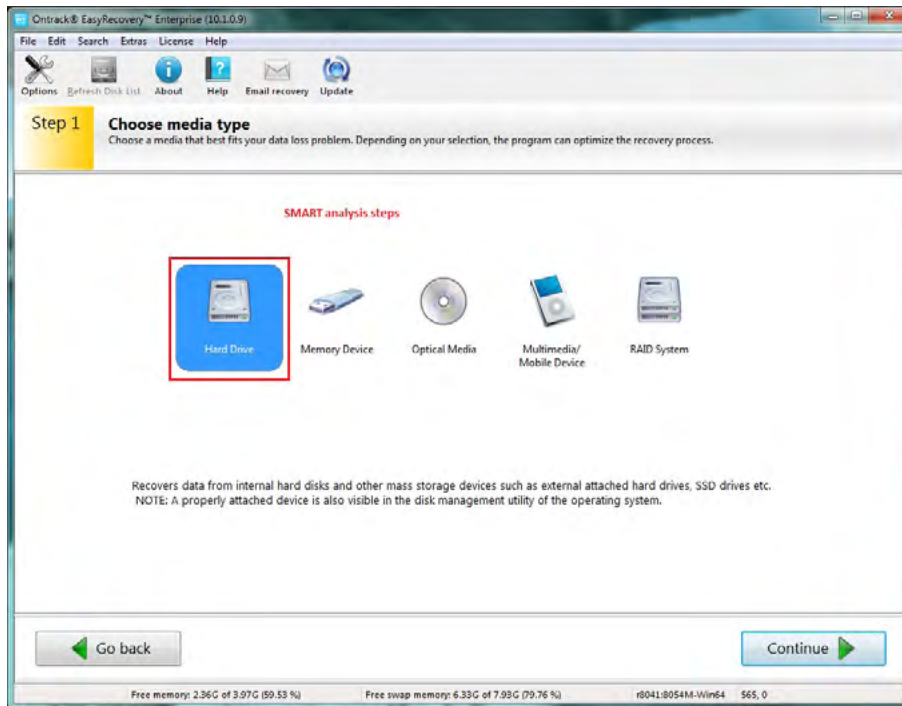 Ontrack® EasyRecovery™ Enterprise (10.1.0.9)
File Edit Search Extras License Help
Options Refresh Disk List About Help Email recovery Update
Step 1
Choose media type
Choose a media that best fits your data loss problem. Depending on your selection, the program can optimize the recovery process.
SMART analysis steps
Hard Drive
Memory Device
Optical Media
Multimedia/
Mobile Device
RAID System
Recovers data from internal hard disks and other mass storage devices such as external attached hard drives, SSD drives etc.
NOTE: A properly attached device is also visible in the disk management utility of the operating system.
Go back
Continue
Free memory: 2.36G of 3.97G (59.53 %) Free swap memory: 6.33G of 7.93G (79.76 %) r8041:8054M-Win64 565, 0